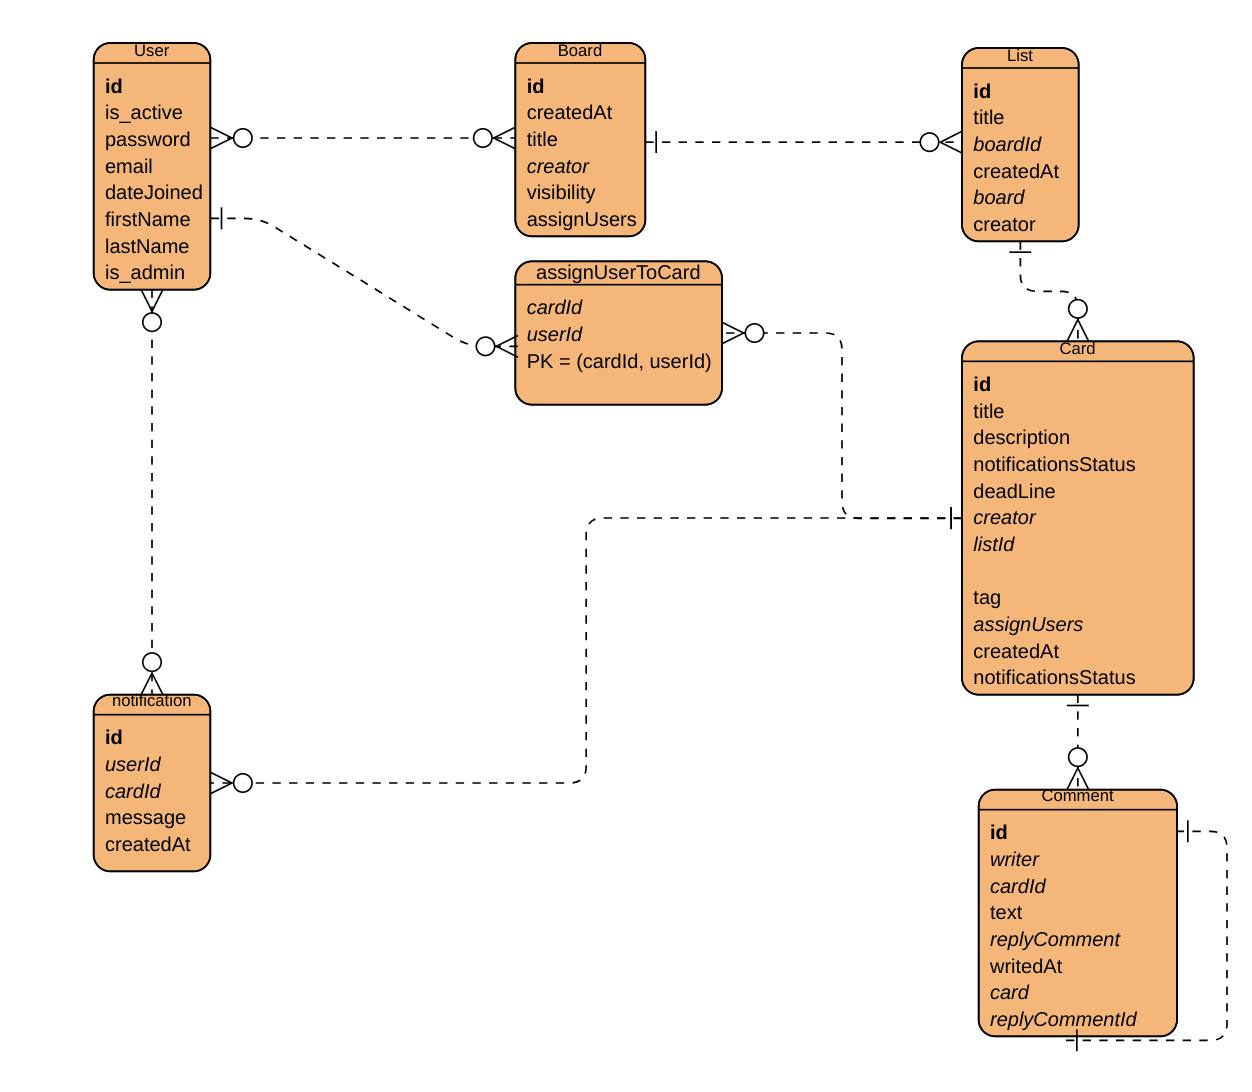 User
id
is_active
password
email
dateJoined
firstName
lastName
is_admin
Board
id
createdAt
title
creator
visibility
assignUsers
List
id
title
boardId
createdAt
board
creator
assignUserToCard
cardId
userId
PK = (cardId, userId)
Card
id
title
description
notificationsStatus
deadLine
creator
listId
tag
assignUsers
createdAt
notificationsStatus
notification
id
userId
cardId
message
createdAt
Comment
id
writer
cardId
text
replyComment
writedAt
card
replyCommentId